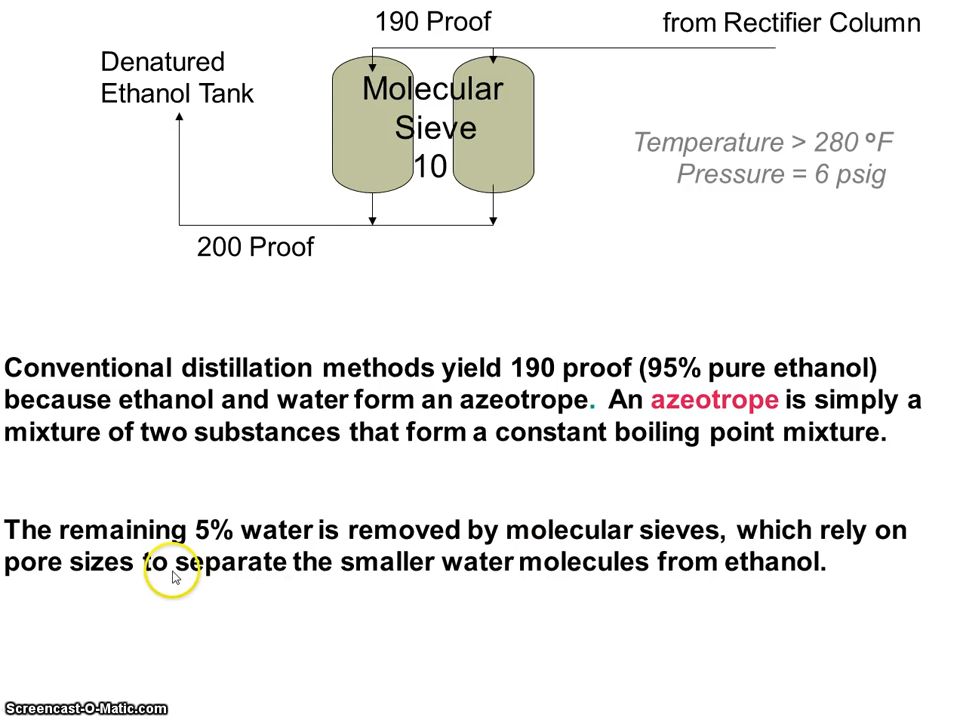 190 Proof
from Rectifier Column
Denatured
Ethanol Tank
Molecular
Sieve
10
Temperature > 280 ºF
Pressure = 6 psig
200 Proof
Conventional distillation methods yield 190 proof (95% pure ethanol)
because ethanol and water form an azeotrope. An azeotrope is simply a
mixture of two substances that form a constant boiling point mixture.
The remaining 5% water is removed by molecular sieves, which rely on
pore sizes to separate the smaller water molecules from ethanol.
Screencast-O-Matic.com